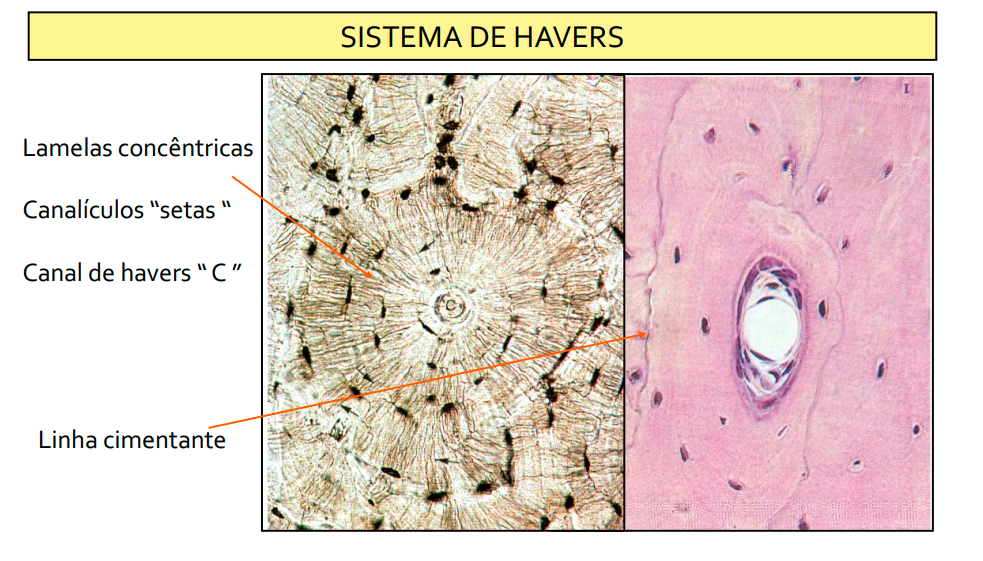 SISTEMA DE HAVERS
Lamelas concêntricas
Canalículos “setas “
Canal de havers “ C ”
Linha cimentante
C
I